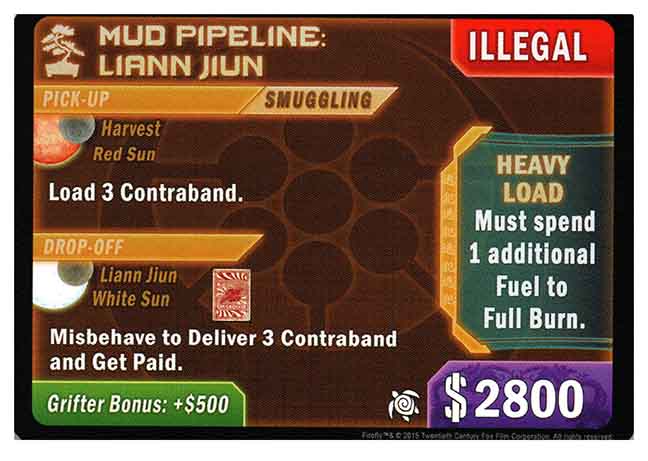 MUD PIPELINE:
LIANN JIUN
ILLEGAL
PICK-UP
SMUGGLING
Harvest
Red Sun
Load 3 Contraband.
HEAVY
LOAD
Must spend
1 additional
Fuel to
Full Burn.
DROP-OFF
Liann Jiun
White Sun
Misbehave to Deliver 3 Contraband
and Get Paid.
Grifter Bonus: +$500
$2800
Firefly™& © 2015 Twentieth Century Fox Film Corporation. All rights reserved.